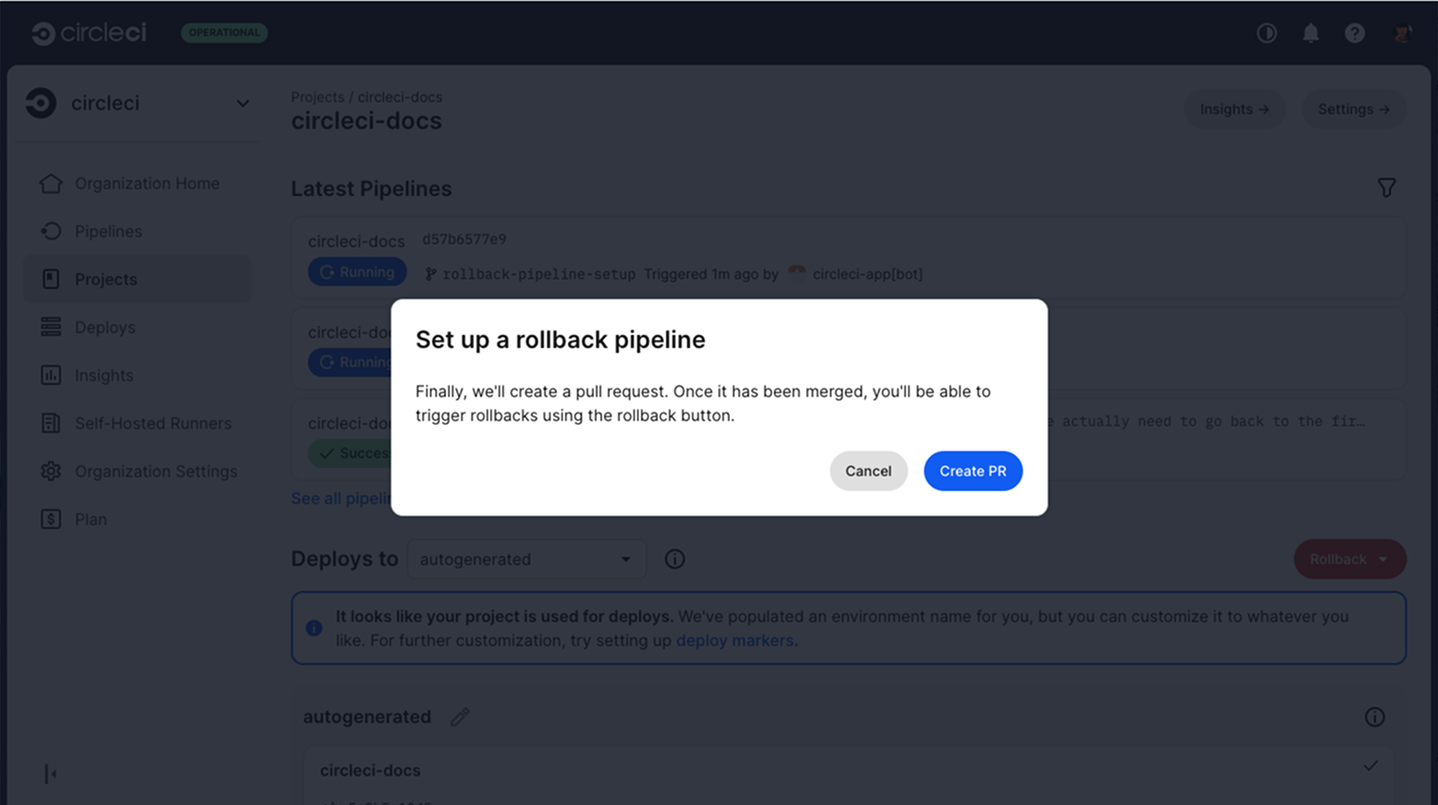 circleci OPERATIONAL
circleci
Projects / circleci-docs
circleci-docs
Insights →
Settings →
Organization Home
Pipelines
Projects
Deploys
Insights
Self-Hosted Runners
Organization Settings
Plan
Latest Pipelines
circleci-docs d57b6577e9
Running rollback-pipeline-setup Triggered 1m ago by circleci-app[bot]
circleci-do
Running
circleci-do
e actually need to go back to the fir…
Succes
See all pipelin
Set up a rollback pipeline
Finally, we'll create a pull request. Once it has been merged, you'll be able to
trigger rollbacks using the rollback button.
Cancel Create PR
Deploys to autogenerated
Rollback
It looks like your project is used for deploys. We've populated an environment name for you, but you can customize it to whatever you
like. For further customization, try setting up deploy markers.
autogenerated
circleci-docs